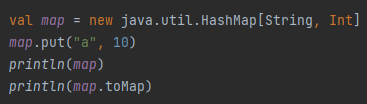 val map = new java.util.HashMap[String, Int]
map.put("a", 10)
println(map)
println(map.toMap)